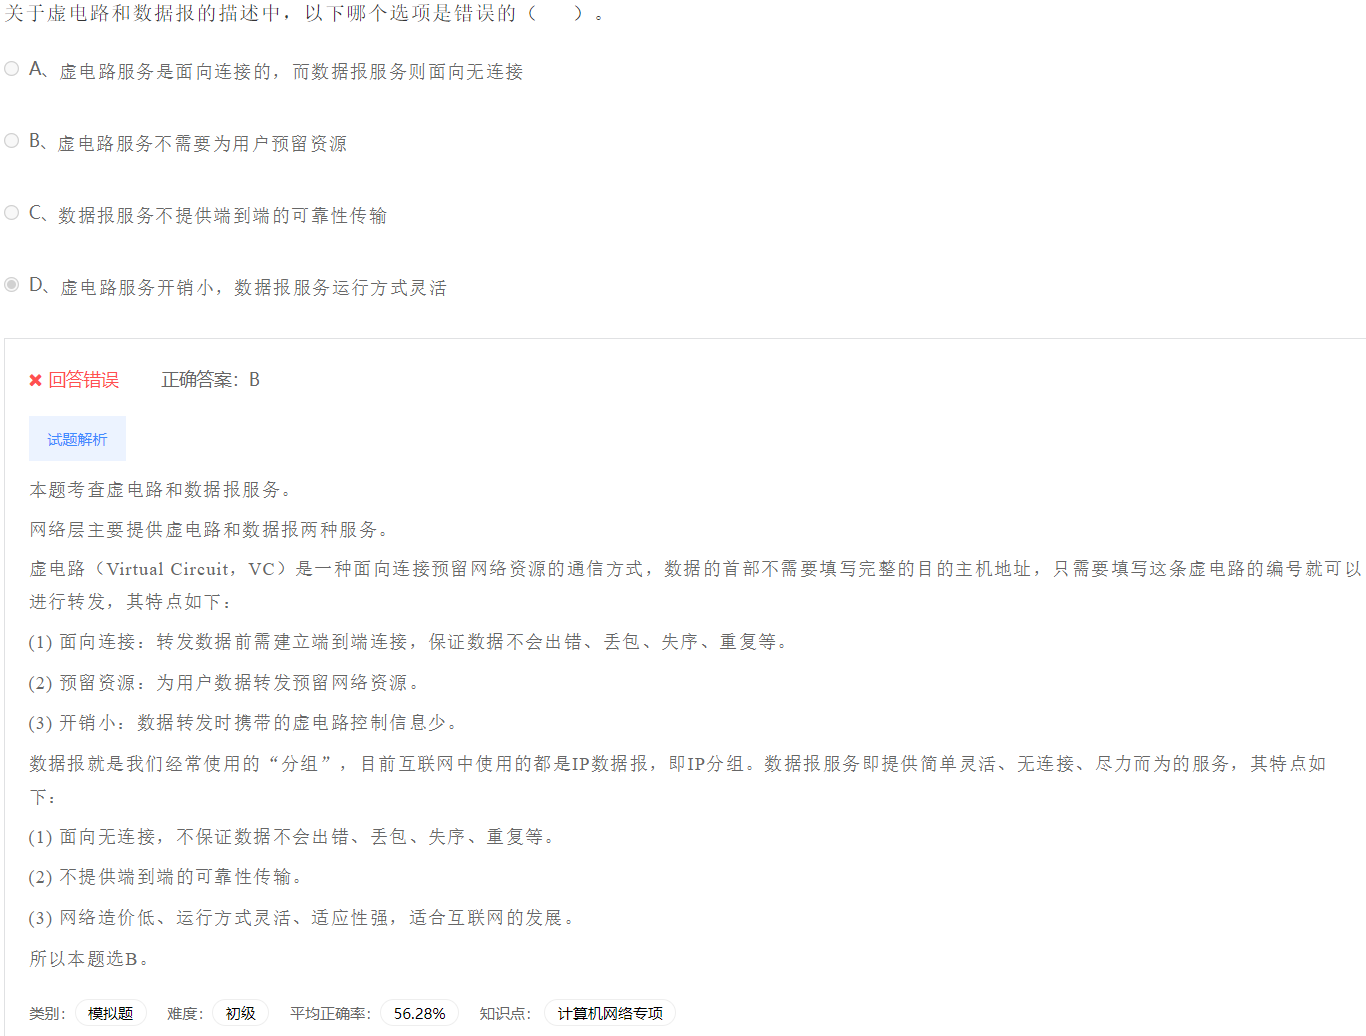 关于虚电路和数据报的描述中，以下哪个选项是错误的（　　）。
A、虚电路服务是面向连接的，而数据报服务则面向无连接
B、虚电路服务不需要为用户预留资源
C、数据报服务不提供端到端的可靠性传输
D、虚电路服务开销小，数据报服务运行方式灵活
回答错误 正确答案：B
试题解析
本题考查虚电路和数据报服务。
网络层主要提供虚电路和数据报两种服务。
虚电路（Virtual Circuit，VC）是一种面向连接预留网络资源的通信方式，数据的首部不需要填写完整的目的主机地址，只需要填写这条虚电路的编号就可以
进行转发，其特点如下：
(1) 面向连接：转发数据前需建立端到端连接，保证数据不会出错、丢包、失序、重复等。
(2) 预留资源：为用户数据转发预留网络资源。
(3) 开销小：数据转发时携带的虚电路控制信息少。
数据报就是我们经常使用的“分组”，目前互联网中使用的都是IP数据报，即IP分组。数据报服务即提供简单灵活、无连接、尽力而为的服务，其特点如
下：
(1) 面向无连接，不保证数据不会出错、丢包、失序、重复等。
(2) 不提供端到端的可靠性传输。
(3) 网络造价低、运行方式灵活、适应性强，适合互联网的发展。
所以本题选B。
类别： 模拟题 难度： 初级 平均正确率： 56.28% 知识点： 计算机网络专项